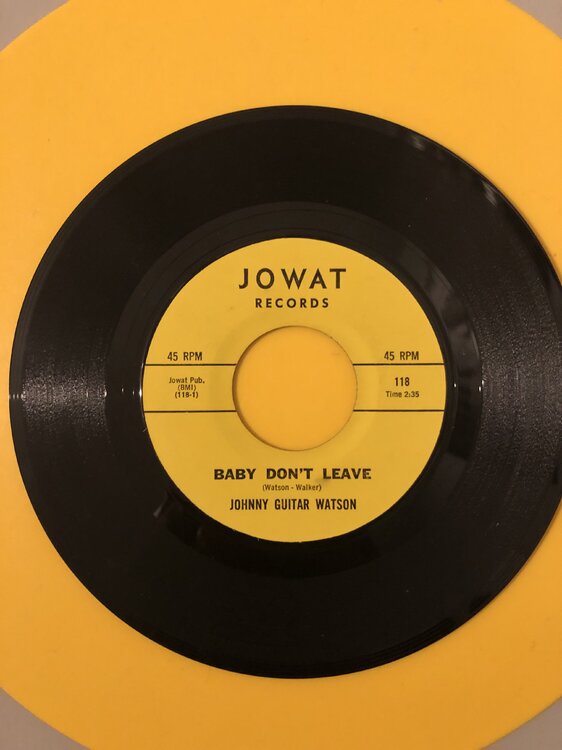 JOWAT
RECORDS
45 RPM
45 RPM
Jowat Pub.
(BMI)
(118-1)
118
Time 2:35
BABY DON'T LEAVE
(Watson - Walker)
JOHNNY GUITAR WATSON